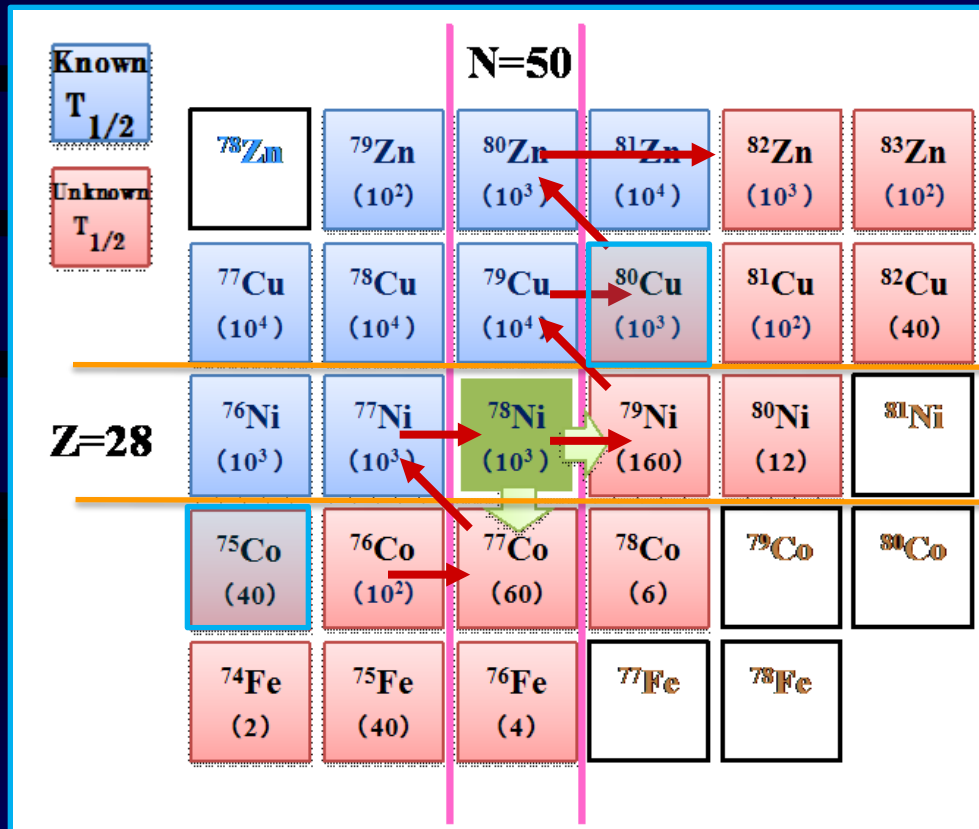 Known
T1/2
Unknown
T1/2
N=50
⁷⁸Zn
⁷⁹Zn
(10²)
⁸⁰Zn
(10³)
⁸¹Zn
(10⁴)
⁸²Zn
(10³)
⁸³Zn
(10²)
⁷⁷Cu
(10⁴)
⁷⁸Cu
(10⁴)
⁷⁹Cu
(10⁴)
⁸⁰Cu
(10³)
⁸¹Cu
(10²)
⁸²Cu
(40)
Z=28
⁷⁶Ni
(10³)
⁷⁷Ni
(10³)
⁷⁸Ni
(10³)
⁷⁹Ni
(160)
⁸⁰Ni
(12)
⁸¹Ni
⁷⁵Co
(40)
⁷⁶Co
(10²)
⁷⁷Co
(60)
⁷⁸Co
(6)
⁷⁹Co
⁸⁰Co
⁷⁴Fe
(2)
⁷⁵Fe
(40)
⁷⁶Fe
(4)
⁷⁷Fe
⁷⁸Fe